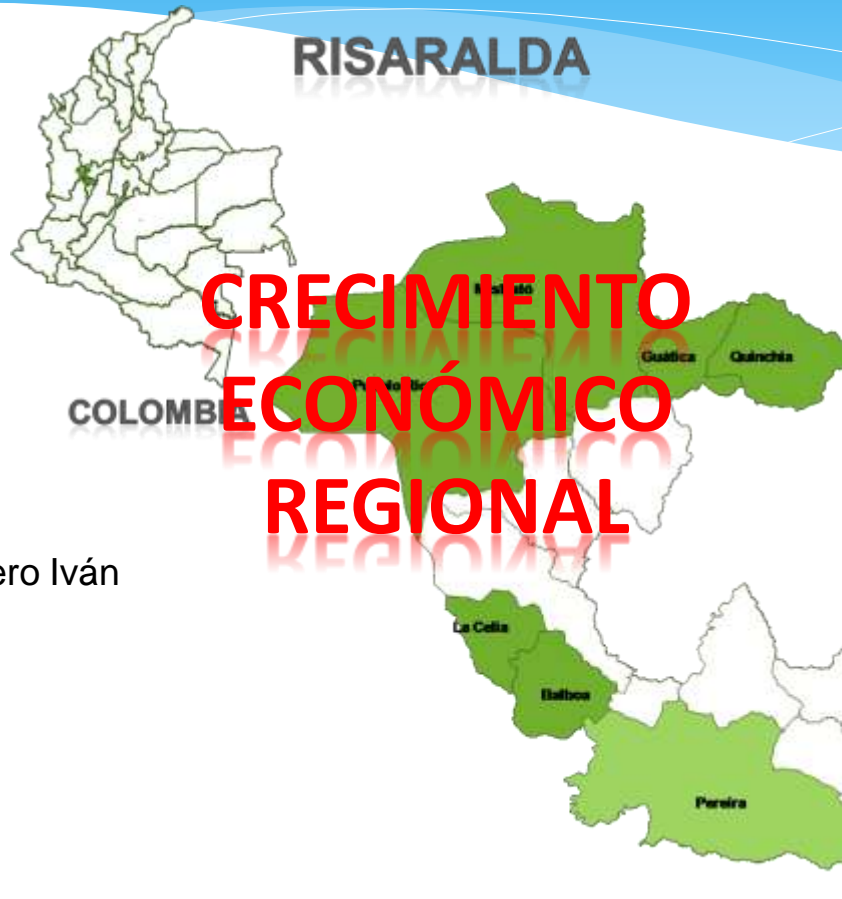 RISARALDA
CRECIMIENTO
Guática
Quinchía
COLOMBIA
ECONÓMICO
REGIONAL
ero Iván
La Celia
Balboa
Pereira